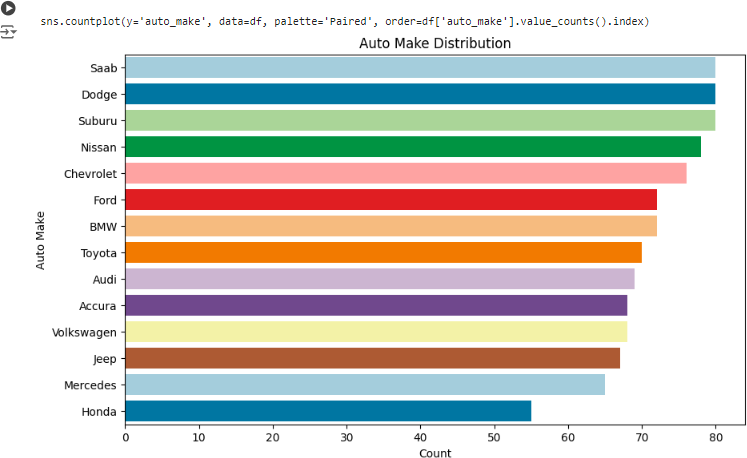 sns.countplot(y='auto_make', data=df, palette='Paired', order=df['auto_make'].value_counts().index)
Auto Make Distribution
Saab
Dodge
Suburu
Nissan
Chevrolet
Ford
BMW
Toyota
Audi
Accura
Volkswagen
Jeep
Mercedes
Honda
Auto Make
0 10 20 30 40 50 60 70 80
Count